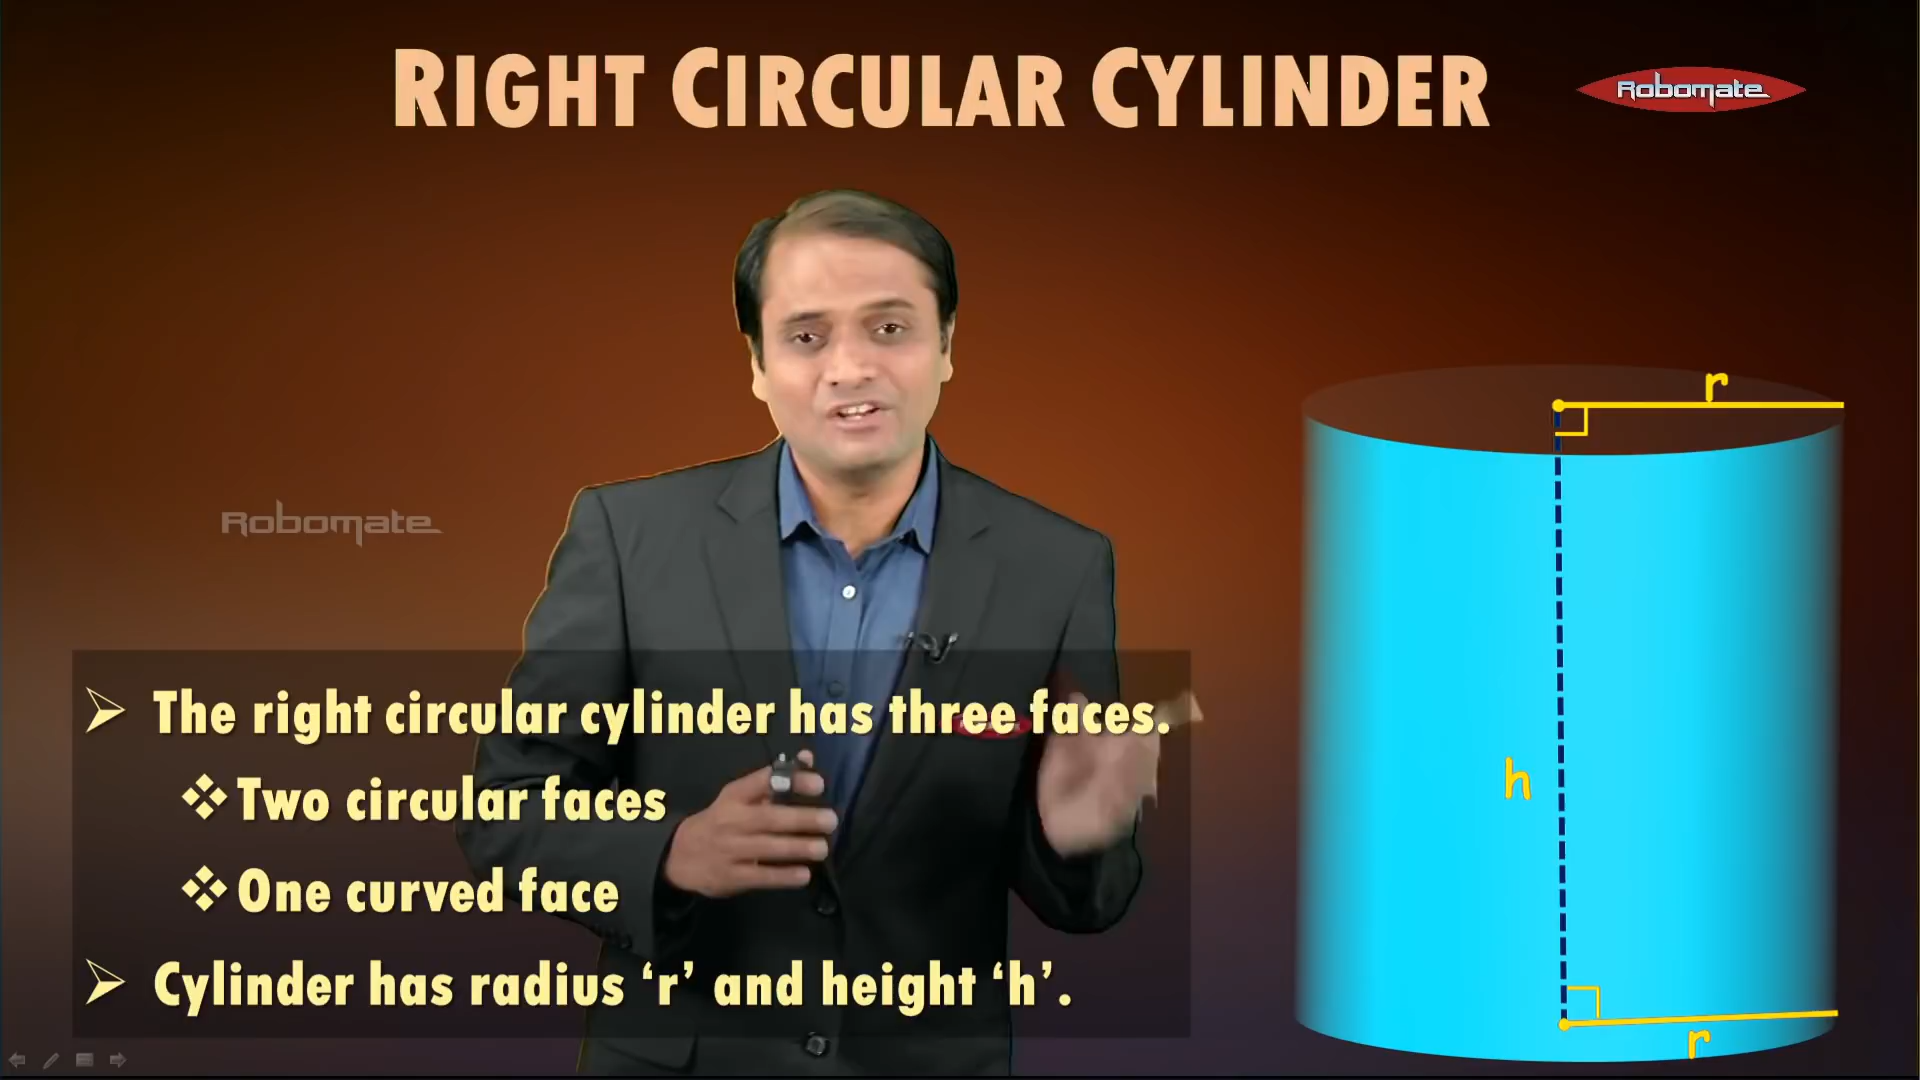 RIGHT CIRCULAR CYLINDER
Robomate
r
Robomate
The right circular cylinder has three faces.
Two circular faces
h
One curved face
Cylinder has radius ‘r’ and height ‘h’.
r